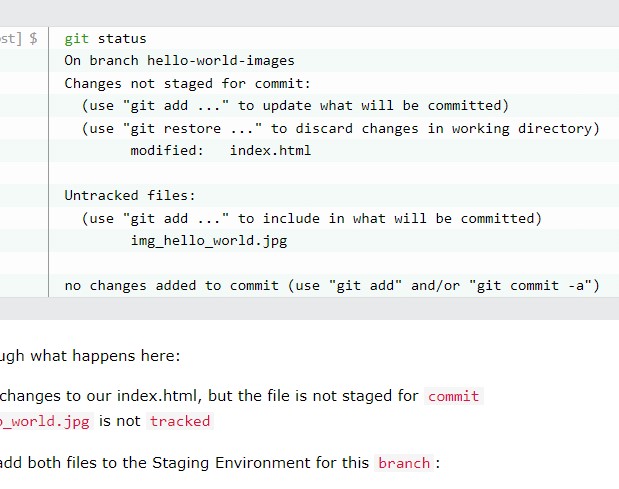 ost] $ git status
On branch hello-world-images
Changes not staged for commit:
(use "git add ..." to update what will be committed)
(use "git restore ..." to discard changes in working directory)
modified: index.html
Untracked files:
(use "git add ..." to include in what will be committed)
img_hello_world.jpg
no changes added to commit (use "git add" and/or "git commit -a")
ugh what happens here:
changes to our index.html, but the file is not staged for commit
o_world.jpg is not tracked
add both files to the Staging Environment for this branch :